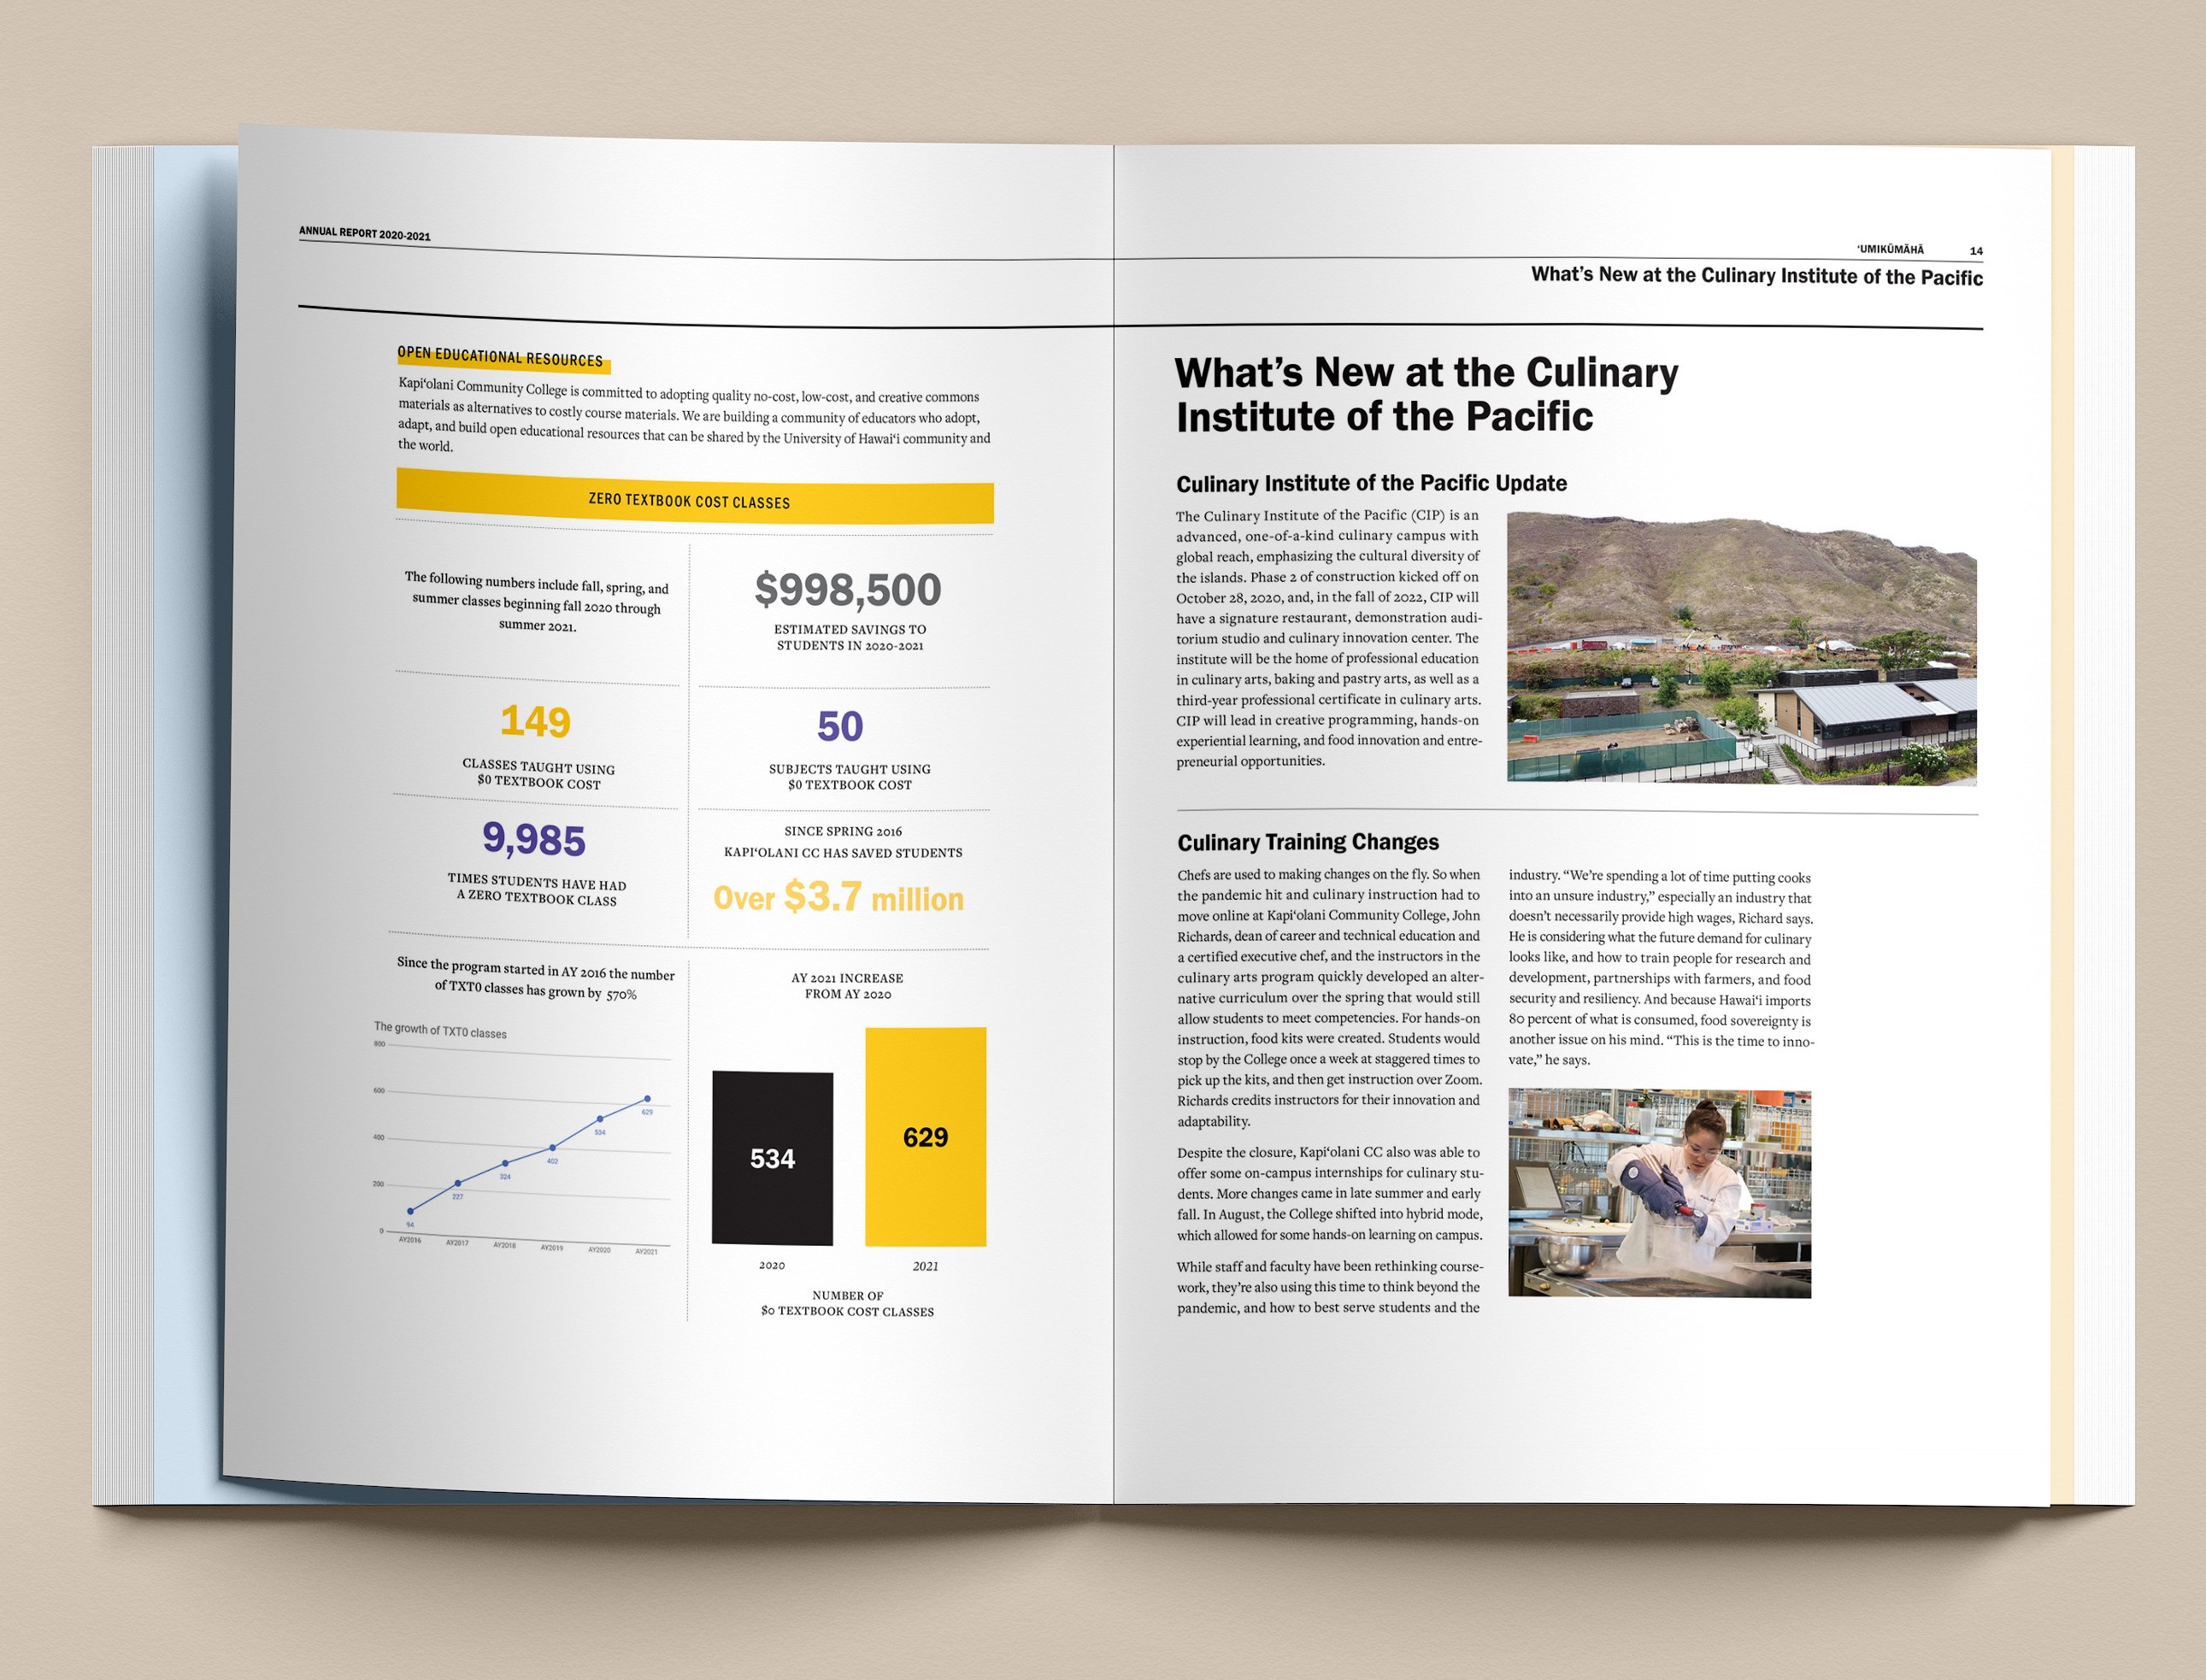 ANNUAL REPORT 2020-2021
OPEN EDUCATIONAL RESOURCES
Kapiʻolani Community College is committed to adopting quality no-cost, low-cost, and creative commons
materials as alternatives to costly course materials. We are building a community of educators who adopt,
adapt, and build open educational resources that can be shared by the University of Hawaiʻi community and
the world.
ZERO TEXTBOOK COST CLASSES
The following numbers include fall, spring, and
summer classes beginning fall 2020 through
summer 2021.
$998,500
ESTIMATED SAVINGS TO
STUDENTS IN 2020-2021
149
CLASSES TAUGHT USING
$0 TEXTBOOK COST
50
SUBJECTS TAUGHT USING
$0 TEXTBOOK COST
9,985
TIMES STUDENTS HAVE HAD
A ZERO TEXTBOOK CLASS
SINCE SPRING 2016
KAPIʻOLANI CC HAS SAVED STUDENTS
Over $3.7 million
Since the program started in AY 2016 the number
of TXT0 classes has grown by 570%
The growth of TXT0 classes
800
600
400
200
0
94
227
324
402
534
629
AY2016
AY2017
AY2018
AY2019
AY2020
AY2021
AY 2021 INCREASE
FROM AY 2020
534
629
2020
2021
NUMBER OF
$0 TEXTBOOK COST CLASSES
ʻUMIKŪMĀHĀ 14
What's New at the Culinary Institute of the Pacific
What's New at the Culinary
Institute of the Pacific
Culinary Institute of the Pacific Update
The Culinary Institute of the Pacific (CIP) is an
advanced, one-of-a-kind culinary campus with
global reach, emphasizing the cultural diversity of
the islands. Phase 2 of construction kicked off on
October 28, 2020, and, in the fall of 2022, CIP will
have a signature restaurant, demonstration audi-
torium studio and culinary innovation center. The
institute will be the home of professional education
in culinary arts, baking and pastry arts, as well as a
third-year professional certificate in culinary arts.
CIP will lead in creative programming, hands-on
experiential learning, and food innovation and entre-
preneurial opportunities.
Culinary Training Changes
Chefs are used to making changes on the fly. So when
the pandemic hit and culinary instruction had to
move online at Kapiʻolani Community College, John
Richards, dean of career and technical education and
a certified executive chef, and the instructors in the
culinary arts program quickly developed an alter-
native curriculum over the spring that would still
allow students to meet competencies. For hands-on
instruction, food kits were created. Students would
stop by the College once a week at staggered times to
pick up the kits, and then get instruction over Zoom.
Richards credits instructors for their innovation and
adaptability.
Despite the closure, Kapiʻolani CC also was able to
offer some on-campus internships for culinary stu-
dents. More changes came in late summer and early
fall. In August, the College shifted into hybrid mode,
which allowed for some hands-on learning on campus.
While staff and faculty have been rethinking course-
work, they're also using this time to think beyond the
pandemic, and how to best serve students and the
industry. "We're spending a lot of time putting cooks
into an unsure industry," especially an industry that
doesn't necessarily provide high wages, Richard says.
He is considering what the future demand for culinary
looks like, and how to train people for research and
development, partnerships with farmers, and food
security and resiliency. And because Hawaiʻi imports
80 percent of what is consumed, food sovereignty is
another issue on his mind. "This is the time to inno-
vate," he says.